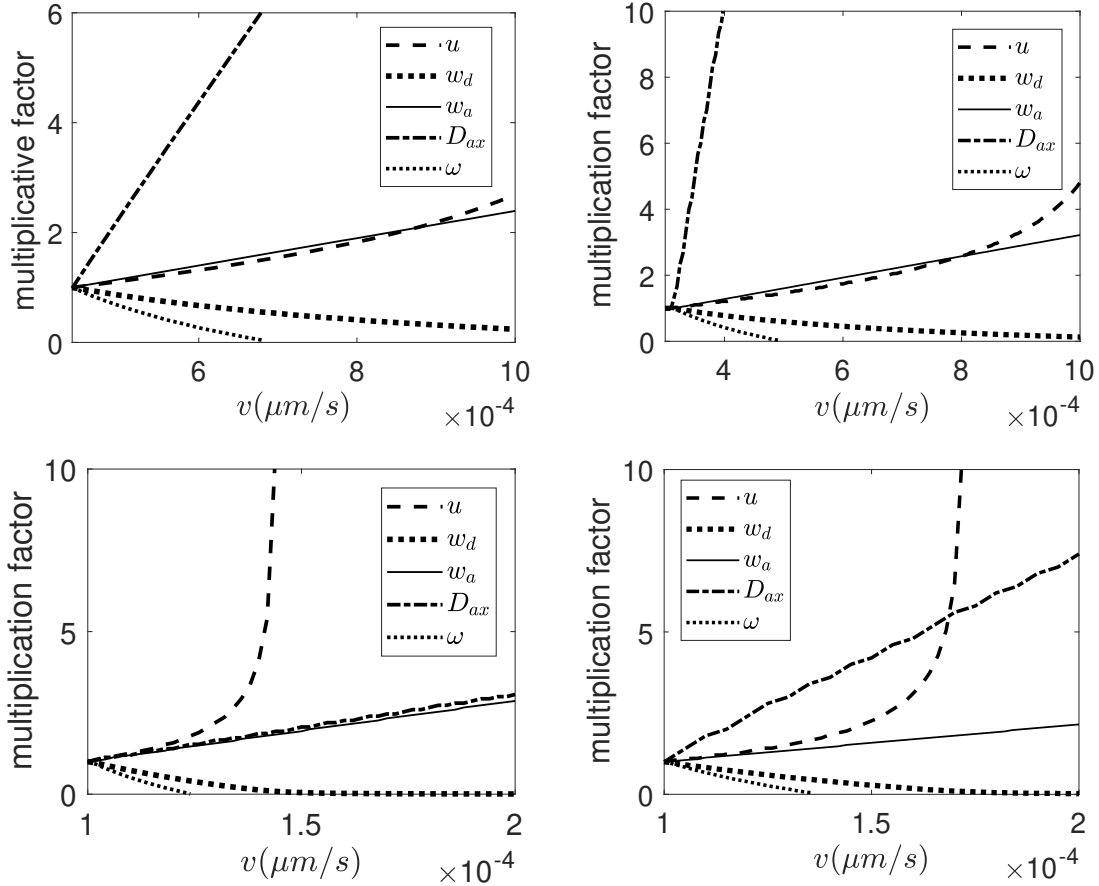 multiplicative factor
6
4
2
0
6
8
10
v(μm/s)
×10⁻⁴
u
w_d
w_a
D_ax
ω
multiplication factor
10
8
6
4
2
0
4
6
8
10
v(μm/s)
×10⁻⁴
u
w_d
w_a
D_ax
ω
multiplication factor
10
5
0
1
1.5
2
v(μm/s)
×10⁻⁴
u
w_d
w_a
D_ax
ω
multiplication factor
10
5
0
1
1.5
2
v(μm/s)
×10⁻⁴
u
w_d
w_a
D_ax
ω